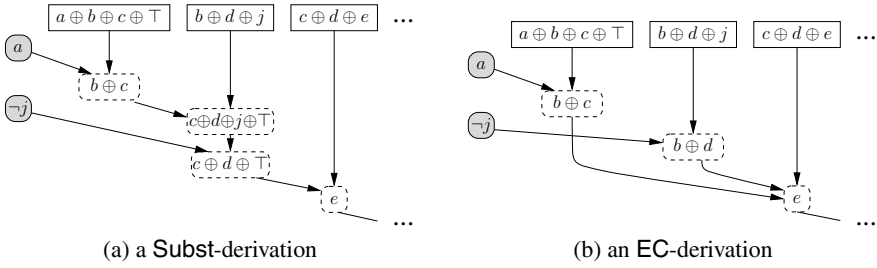 a ⊕ b ⊕ c ⊕ ⊤ b ⊕ d ⊕ j c ⊕ d ⊕ e ...
a
b ⊕ c
¬j
c⊕d⊕j⊕⊤
c ⊕ d ⊕ ⊤
e
...
(a) a Subst-derivation
a ⊕ b ⊕ c ⊕ ⊤ b ⊕ d ⊕ j c ⊕ d ⊕ e ...
a
b ⊕ c
¬j
b ⊕ d
e
...
(b) an EC-derivation